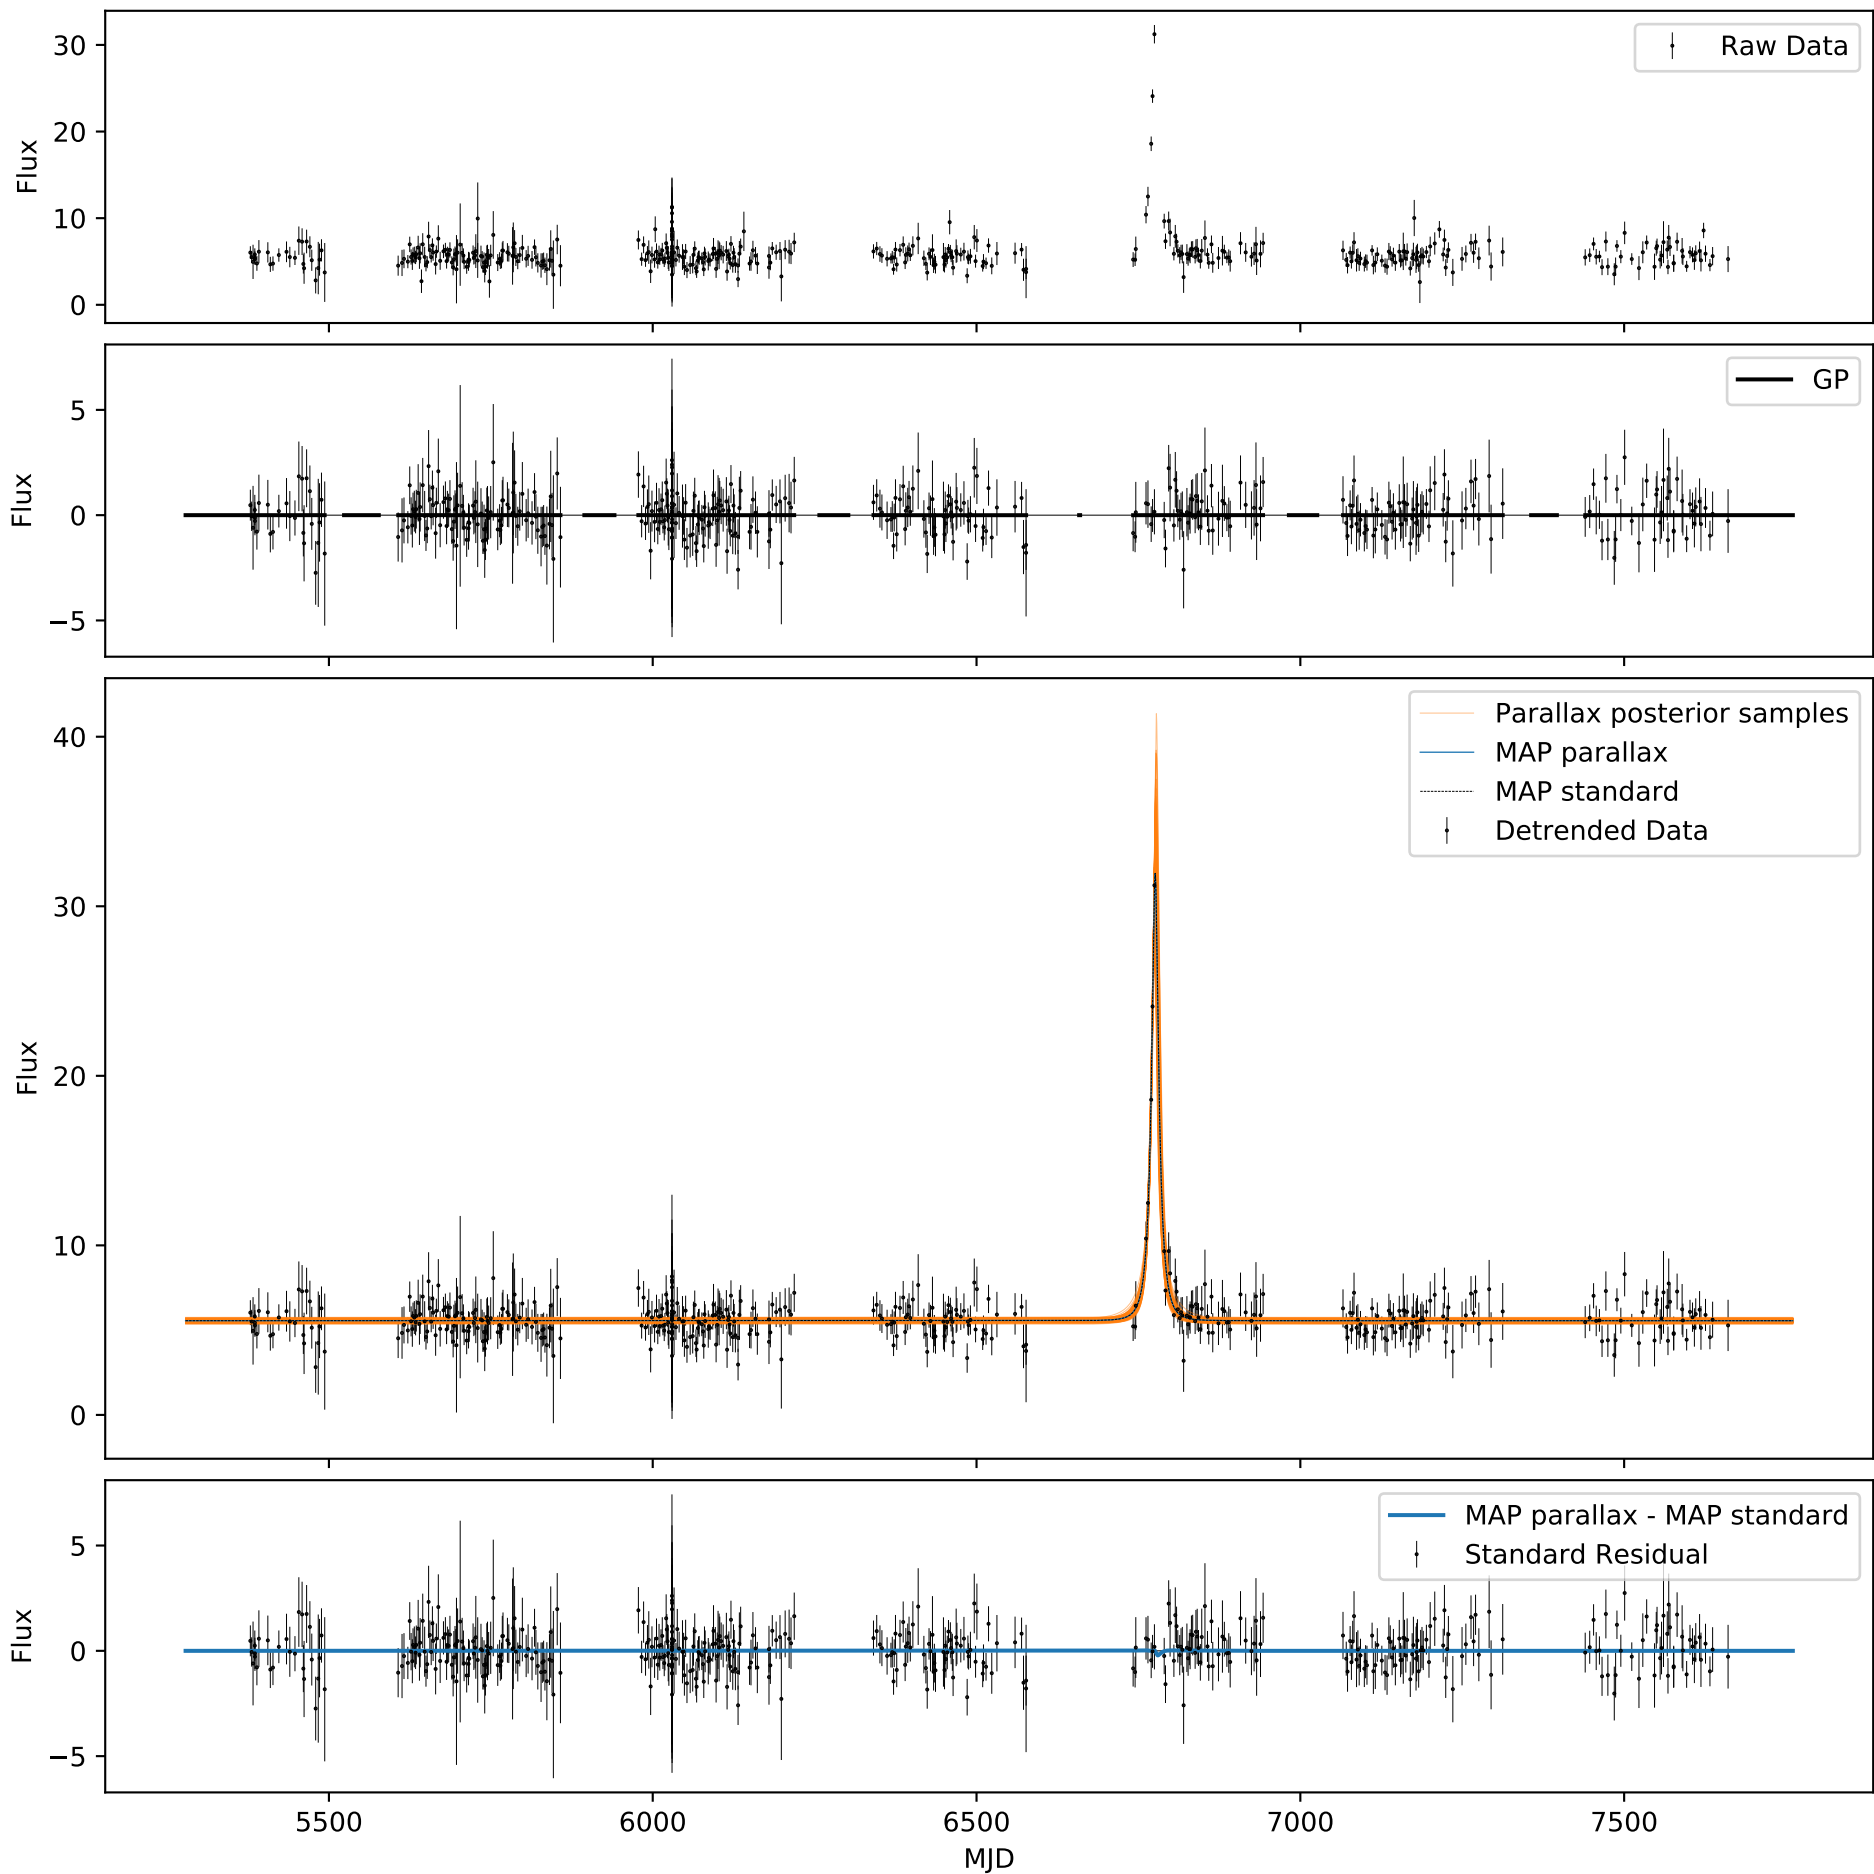 30
20
10
0
Flux
Raw Data
5
0
−5
Flux
GP
40
30
20
10
0
Flux
Parallax posterior samples
MAP parallax
MAP standard
Detrended Data
5
0
−5
Flux
MAP parallax - MAP standard
Standard Residual
5500
6000
6500
7000
7500
MJD